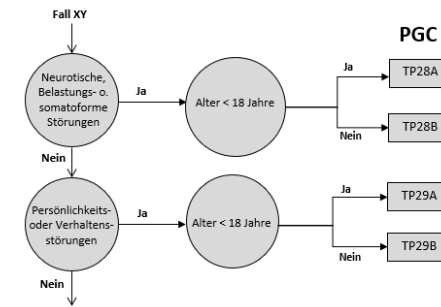 Fall XY
PGC
Neurotische,
Belastungs- o.
somatoforme
Störungen
Ja
Alter < 18 Jahre
Ja
TP28A
Nein
TP28B
Nein
Persönlichkeits-
oder Verhaltens-
störungen
Ja
Alter < 18 Jahre
Ja
TP29A
Nein
TP29B
Nein